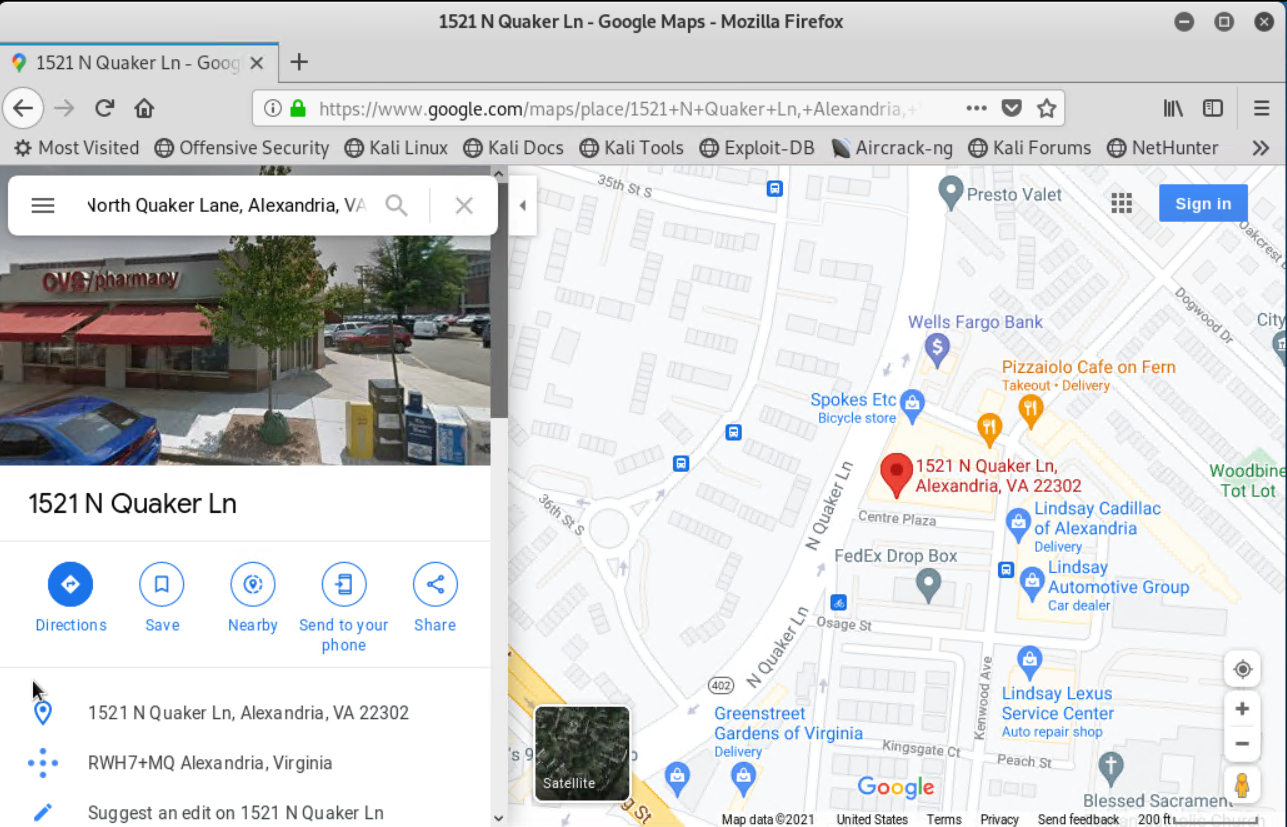 1521 N Quaker Ln - Google Maps - Mozilla Firefox
1521 N Quaker Ln - Goog
https://www.google.com/maps/place/1521+N+Quaker+Ln,+Alexandria,+
Most Visited
Offensive Security
Kali Linux
Kali Docs
Kali Tools
Exploit-DB
Aircrack-ng
Kali Forums
NetHunter
North Quaker Lane, Alexandria, VA
CVS/pharmacy
1521 N Quaker Ln
Directions
Save
Nearby
Send to your
phone
Share
1521 N Quaker Ln, Alexandria, VA 22302
RWH7+MQ Alexandria, Virginia
Suggest an edit on 1521 N Quaker Ln
35th St S
Presto Valet
Sign in
Oakcrest
Dogwood Dr
City
Wells Fargo Bank
Pizzaiolo Cafe on Fern
Takeout • Delivery
Spokes Etc
Bicycle store
1521 N Quaker Ln,
Alexandria, VA 22302
Woodbine
Tot Lot
N Quaker Ln
36th St S
Centre Plaza
Lindsay Cadillac
of Alexandria
Delivery
FedEx Drop Box
Lindsay
Automotive Group
Car dealer
Osage St
N Quaker Ln
Kenwood Ave
402
Lindsay Lexus
Service Center
Auto repair shop
Greenstreet
Gardens of Virginia
Delivery
Kingsgate Ct
Peach St
's 9
Satellite
g St
Google
Blessed Sacrament
Catholic Church
Map data ©2021
United States
Terms
Privacy
Send feedback
200 ft